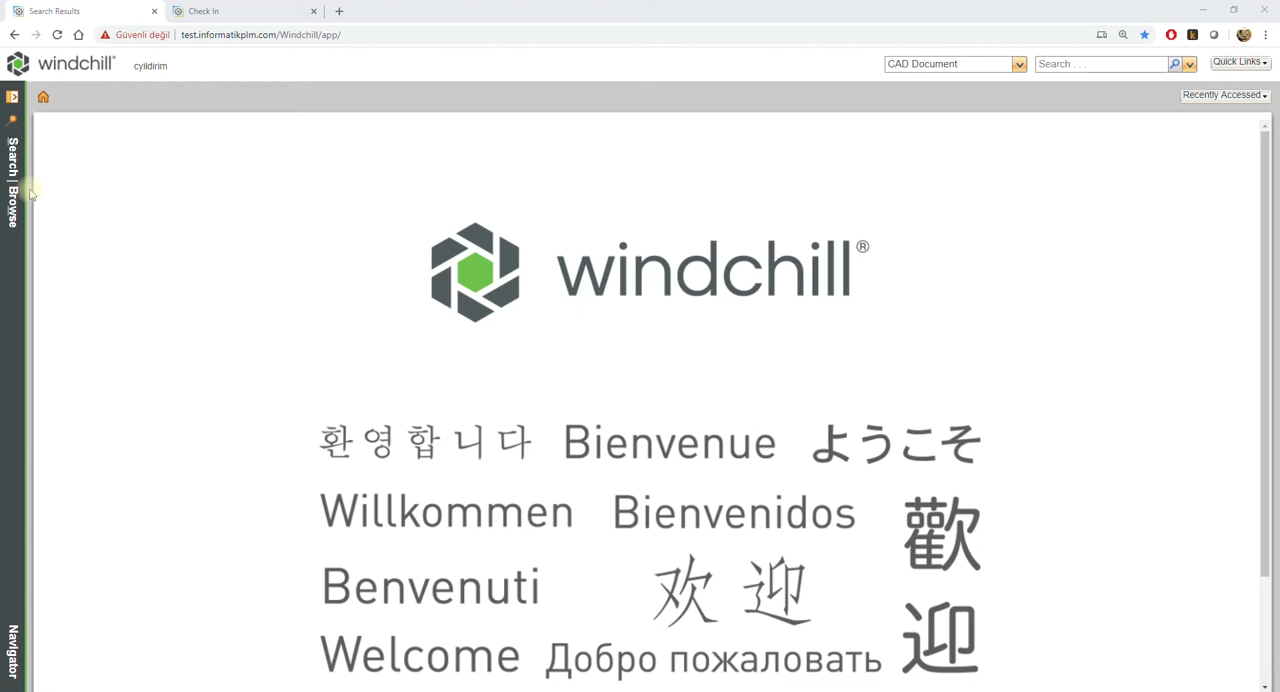 Search Results
Check In
Güvenli değil
test.informatikplm.com/Windchill/app/
windchill®
cyildirim
CAD Document
Search . . .
Quick Links
Recently Accessed
Search | Browse
Navigator
windchill®
환영합니다 Bienvenue ようこそ
Willkommen Bienvenidos 歡迎
Benvenuti 欢迎
Welcome Добро пожаловать